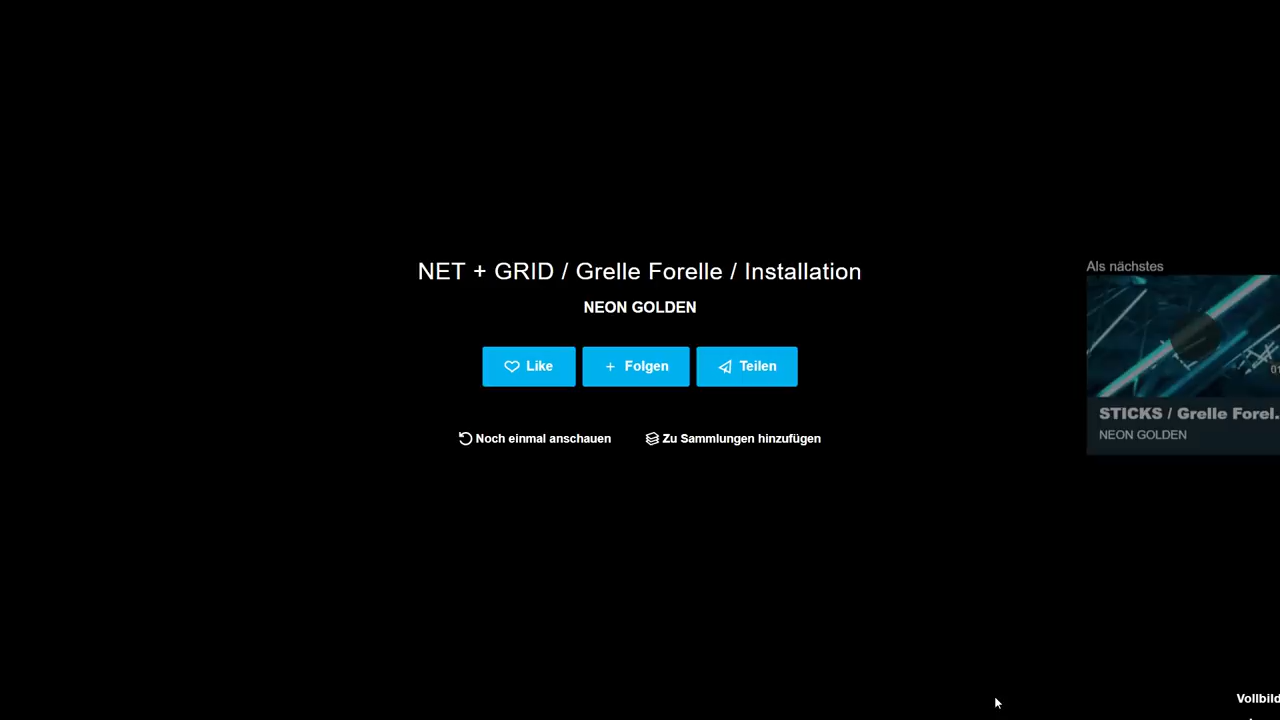 NET + GRID / Grelle Forelle / Installation
NEON GOLDEN
Like
Folgen
Teilen
Noch einmal anschauen
Zu Sammlungen hinzufügen
Als nächstes
01
STICKS / Grelle Forel.
NEON GOLDEN
Vollbild